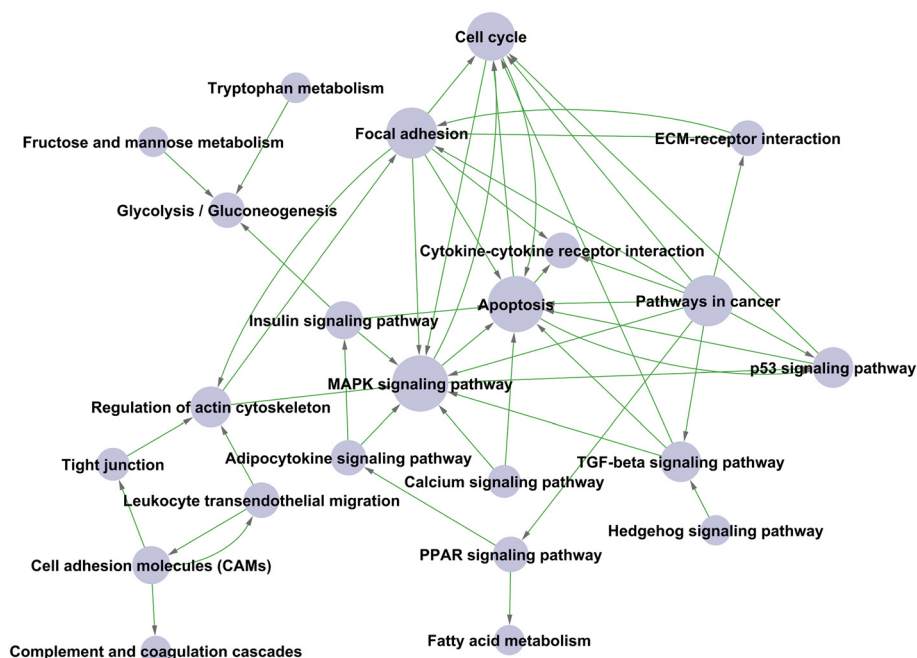 Cell cycle
Tryptophan metabolism
Focal adhesion
ECM-receptor interaction
Fructose and mannose metabolism
Glycolysis / Gluconeogenesis
Cytokine-cytokine receptor interaction
Pathways in cancer
Apoptosis
Insulin signaling pathway
p53 signaling pathway
MAPK signaling pathway
Regulation of actin cytoskeleton
Adipocytokine signaling pathway
TGF-beta signaling pathway
Tight junction
Calcium signaling pathway
Leukocyte transendothelial migration
Hedgehog signaling pathway
PPAR signaling pathway
Cell adhesion molecules (CAMs)
Fatty acid metabolism
Complement and coagulation cascades